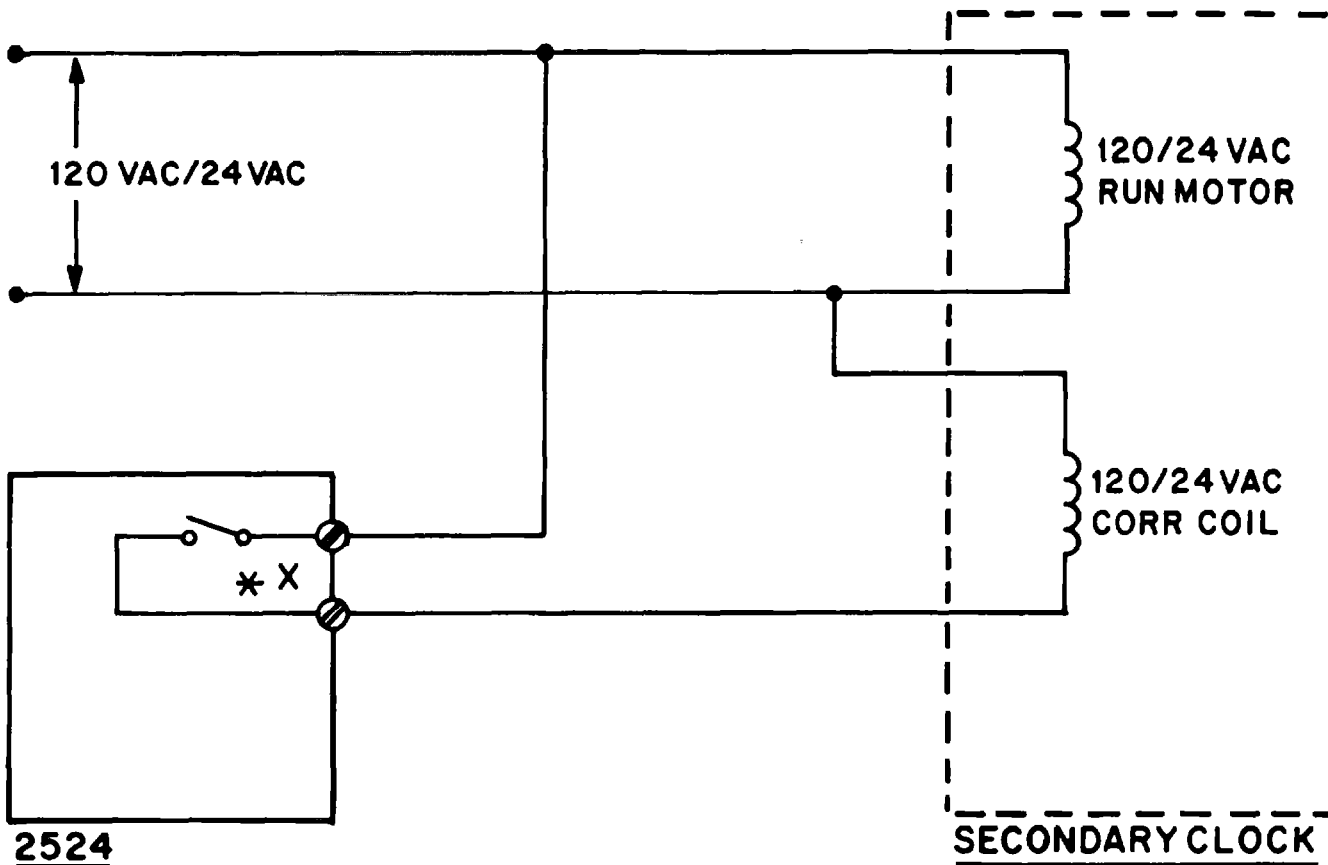 120 VAC/24 VAC
120/24 VAC
RUN MOTOR
120/24 VAC
CORR COIL
* X
2524
SECONDARY CLOCK